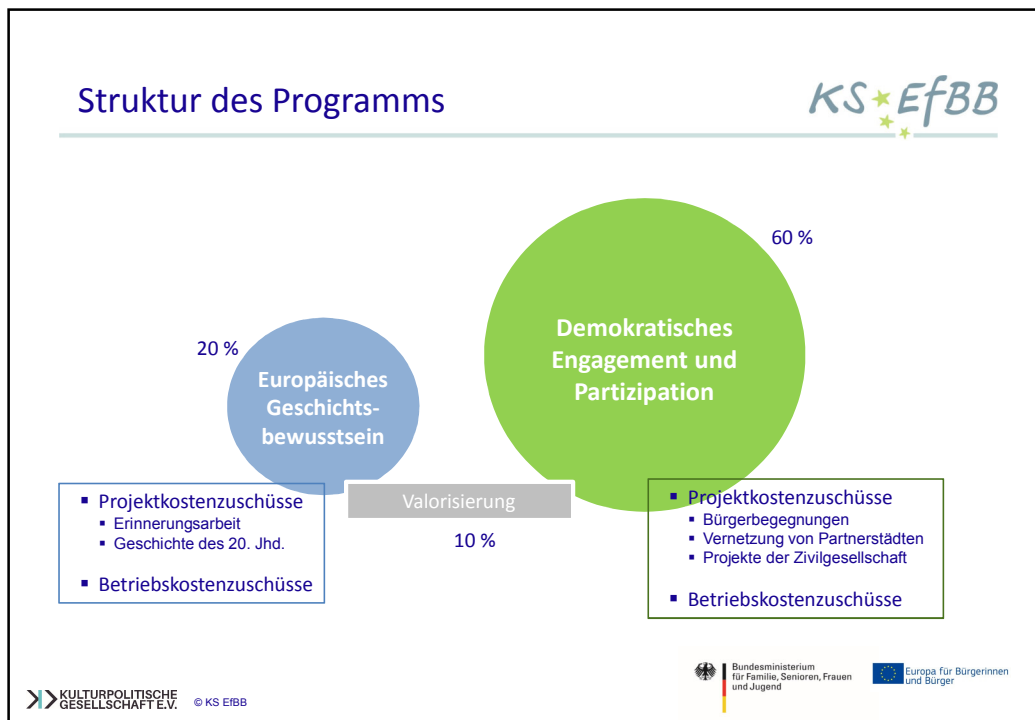 Struktur des Programms
KS EfBB
60 %
20 %
Demokratisches
Engagement und
Partizipation
Europäisches
Geschichts-
bewusstsein
Valorisierung
10 %
▪ Projektkostenzuschüsse
▪ Erinnerungsarbeit
▪ Geschichte des 20. Jhd.
▪ Betriebskostenzuschüsse
▪ Projektkostenzuschüsse
▪ Bürgerbegegnungen
▪ Vernetzung von Partnerstädten
▪ Projekte der Zivilgesellschaft
▪ Betriebskostenzuschüsse
KULTURPOLITISCHE
GESELLSCHAFT E.V.
© KS EfBB
Bundesministerium
für Familie, Senioren, Frauen
und Jugend
Europa für Bürgerinnen
und Bürger